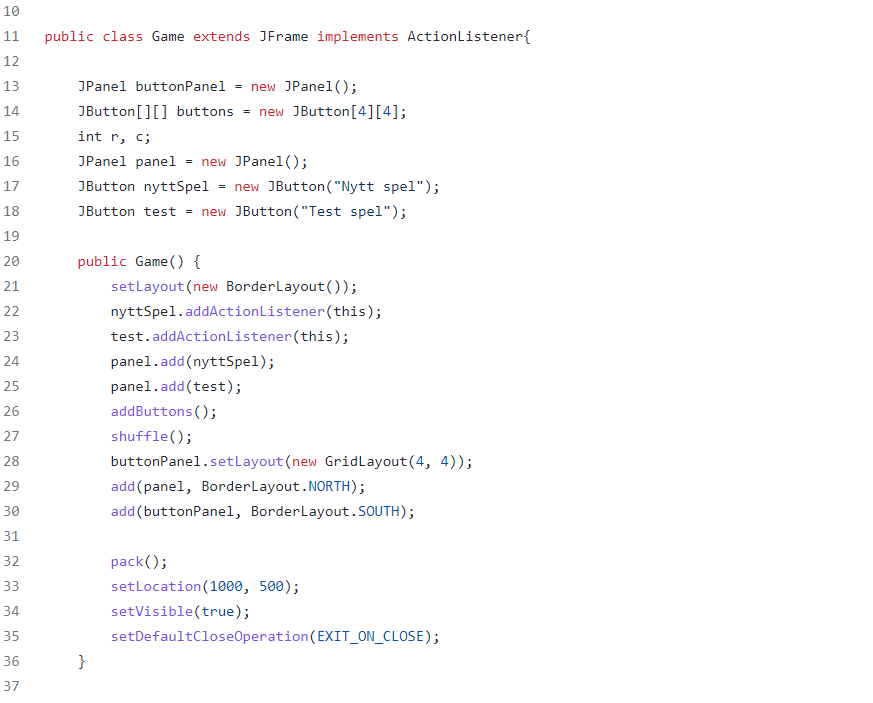 10
11 public class Game extends JFrame implements ActionListener{
12
13 JPanel buttonPanel = new JPanel();
14 JButton[][] buttons = new JButton[4][4];
15 int r, c;
16 JPanel panel = new JPanel();
17 JButton nyttSpel = new JButton("Nytt spel");
18 JButton test = new JButton("Test spel");
19
20 public Game() {
21 setLayout(new BorderLayout());
22 nyttSpel.addActionListener(this);
23 test.addActionListener(this);
24 panel.add(nyttSpel);
25 panel.add(test);
26 addButtons();
27 shuffle();
28 buttonPanel.setLayout(new GridLayout(4, 4));
29 add(panel, BorderLayout.NORTH);
30 add(buttonPanel, BorderLayout.SOUTH);
31
32 pack();
33 setLocation(1000, 500);
34 setVisible(true);
35 setDefaultCloseOperation(EXIT_ON_CLOSE);
36 }
37